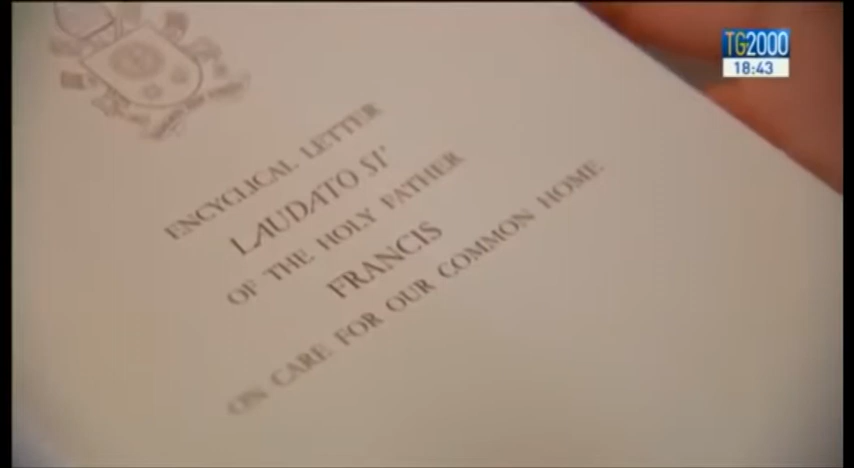 TG2000
18:43
ENCYCLICAL LETTER
LAUDATO SI'
OF THE HOLY FATHER
FRANCIS
ON CARE FOR OUR COMMON HOME